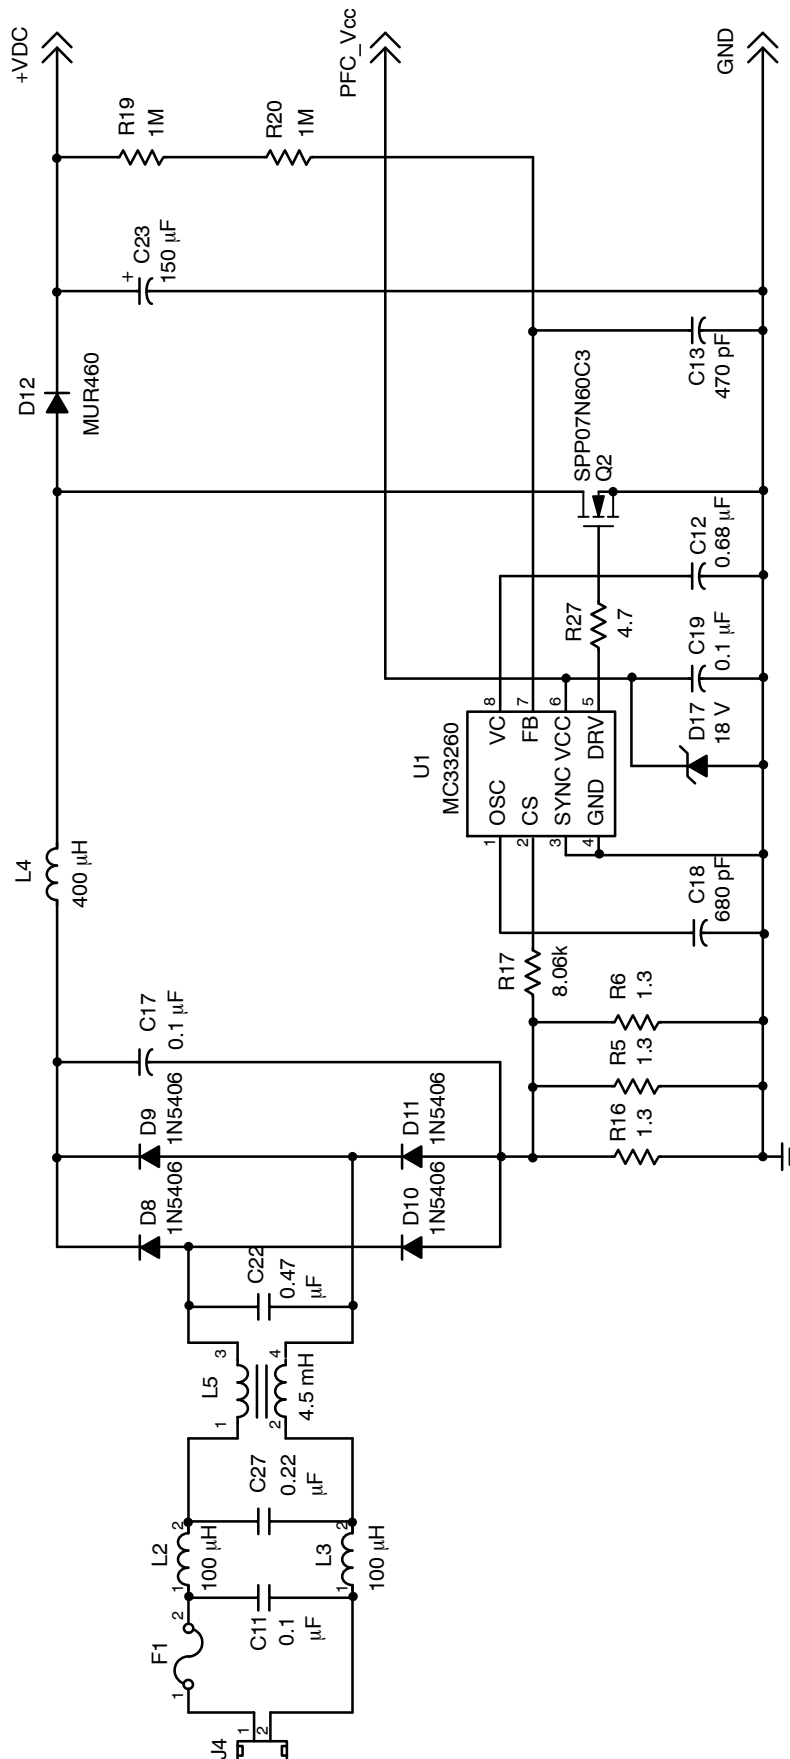 J4
1
2
F1
1
2
C11
0.1
µF
L2
1
2
100 µH
L3
1
2
100 µH
C27
0.22
µF
L5
1
3
2
4
4.5 mH
C22
0.47
µF
D8
1N5406
D9
1N5406
D10
1N5406
D11
1N5406
C17
0.1 µF
R16
1.3
R5
1.3
R6
1.3
R17
8.06k
C18
680 pF
L4
400 µH
U1
MC33260
1
OSC
VC
8
2
CS
FB
7
3
SYNC
VCC
6
4
GND
DRV
5
D17
18 V
C19
0.1 µF
R27
4.7
C12
0.68 µF
SPP07N60C3
Q2
D12
MUR460
C13
470 pF
+
C23
150 µF
R19
1M
R20
1M
+VDC
PFC_Vcc
GND